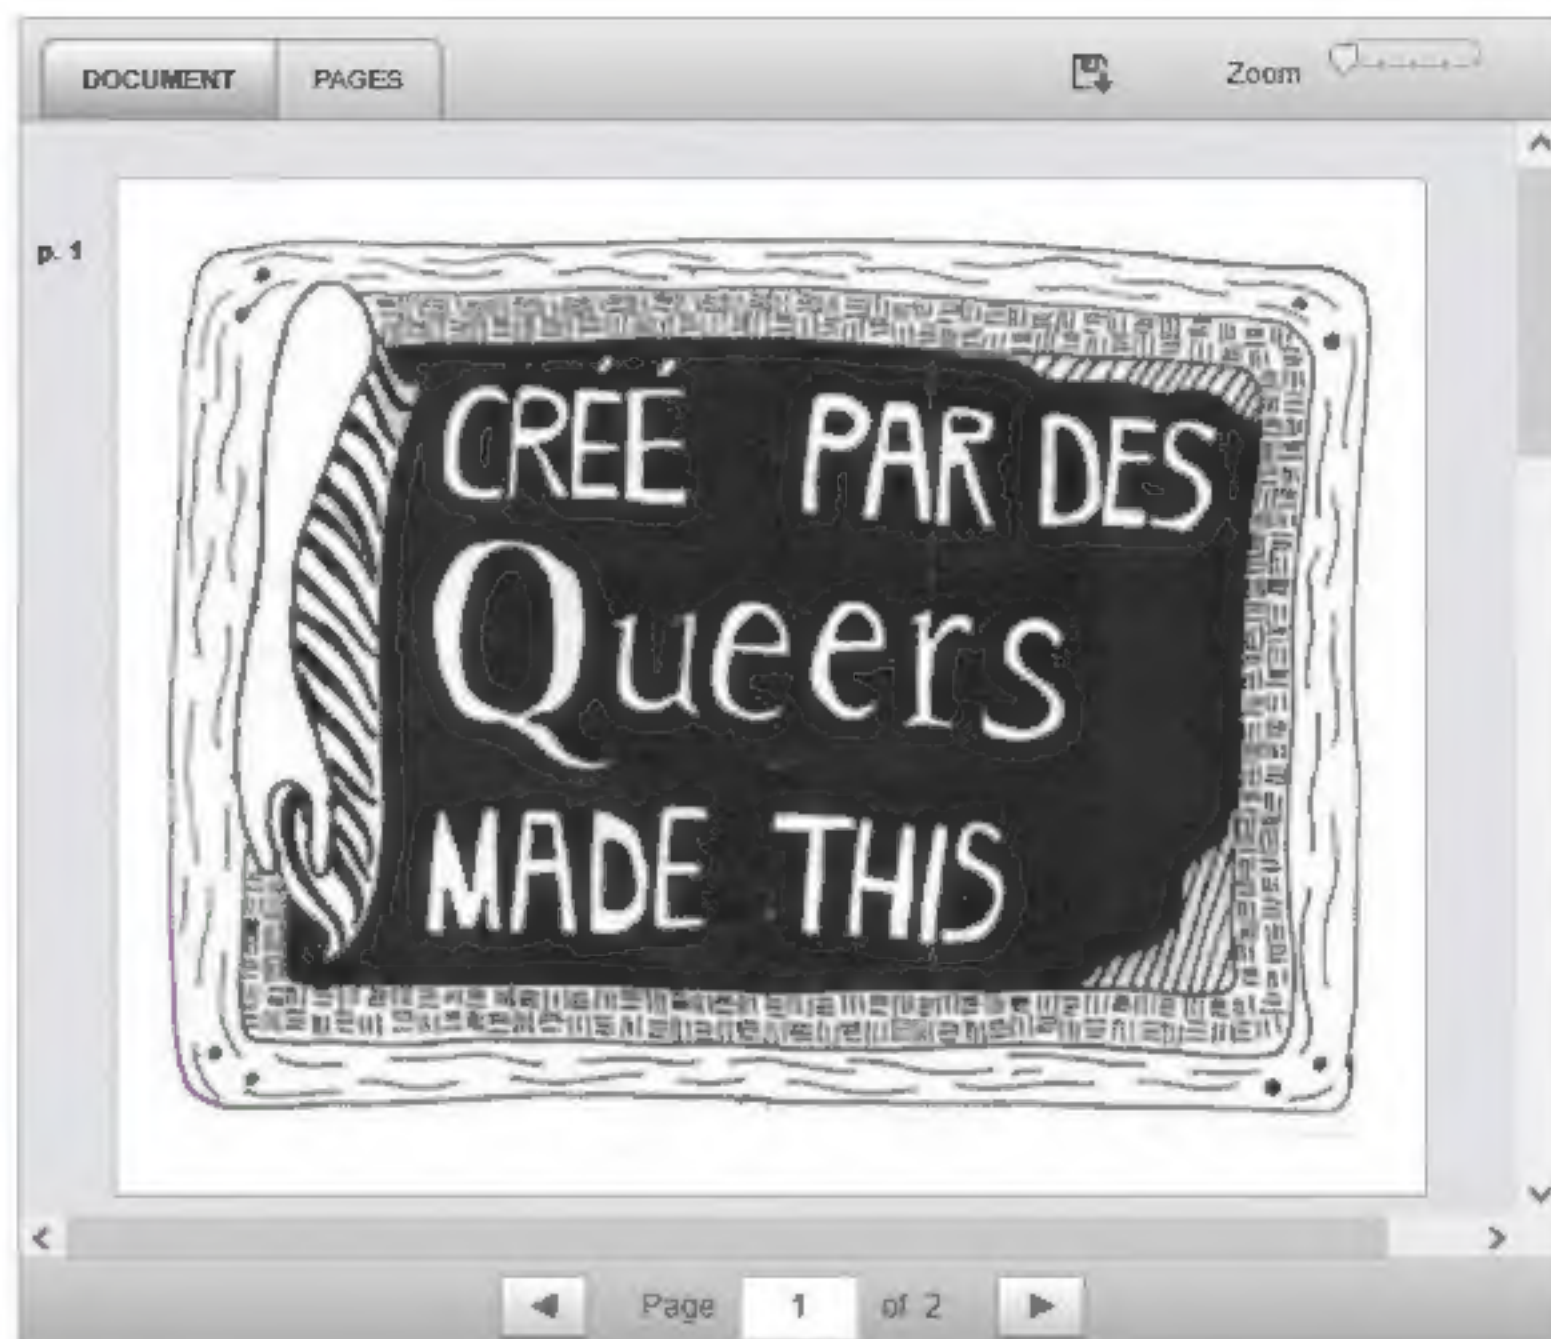 DOCUMENT PAGES Zoom
p. 1
CRÉÉ PAR DES
Queers
MADE THIS
Page 1 of 2